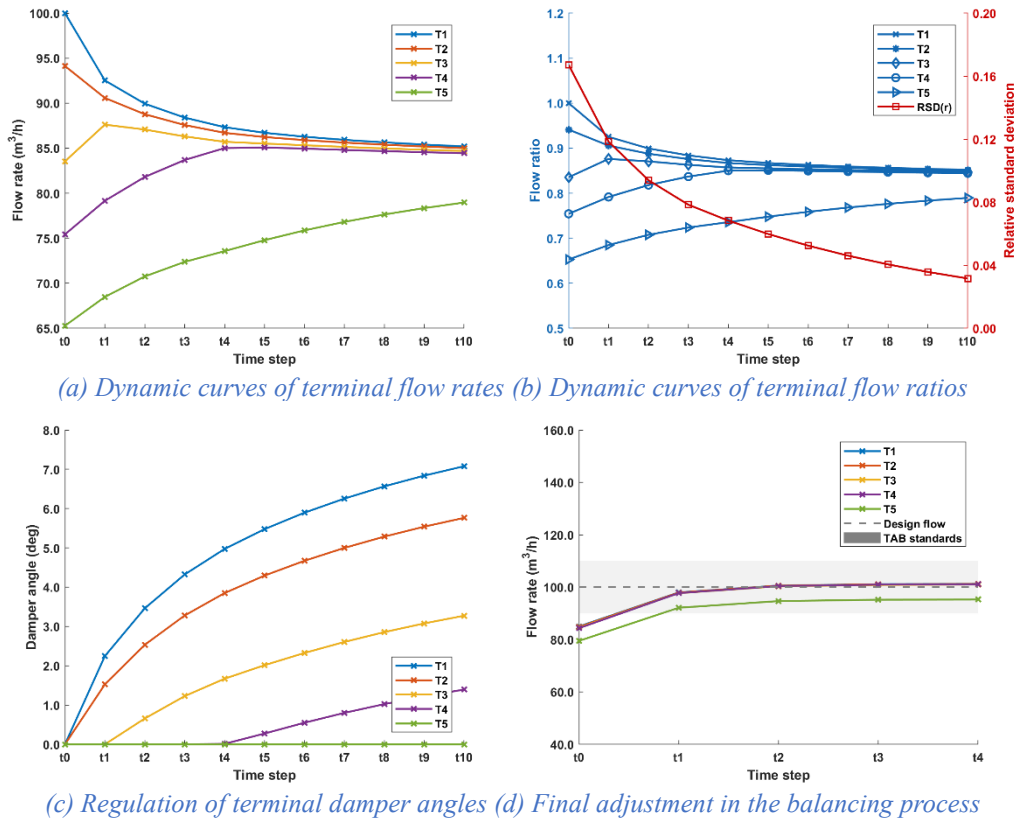 100.0
95.0
90.0
85.0
80.0
75.0
70.0
65.0
Flow rate (m³/h)
t0 t1 t2 t3 t4 t5 t6 t7 t8 t9 t10
Time step
T1
T2
T3
T4
T5
1.2
1.1
1.0
0.9
0.8
0.7
0.6
0.5
Flow ratio
t0 t1 t2 t3 t4 t5 t6 t7 t8 t9 t10
Time step
T1
T2
T3
T4
T5
RSD(r)
0.20
0.16
0.12
0.08
0.04
0.00
Relative standard deviation
(a) Dynamic curves of terminal flow rates (b) Dynamic curves of terminal flow ratios
8.0
7.0
6.0
5.0
4.0
3.0
2.0
1.0
0.0
Damper angle (deg)
t0 t1 t2 t3 t4 t5 t6 t7 t8 t9 t10
Time step
T1
T2
T3
T4
T5
160.0
140.0
120.0
100.0
80.0
60.0
40.0
Flow rate (m³/h)
t0 t1 t2 t3 t4
Time step
T1
T2
T3
T4
T5
Design flow
TAB standards
(c) Regulation of terminal damper angles (d) Final adjustment in the balancing process